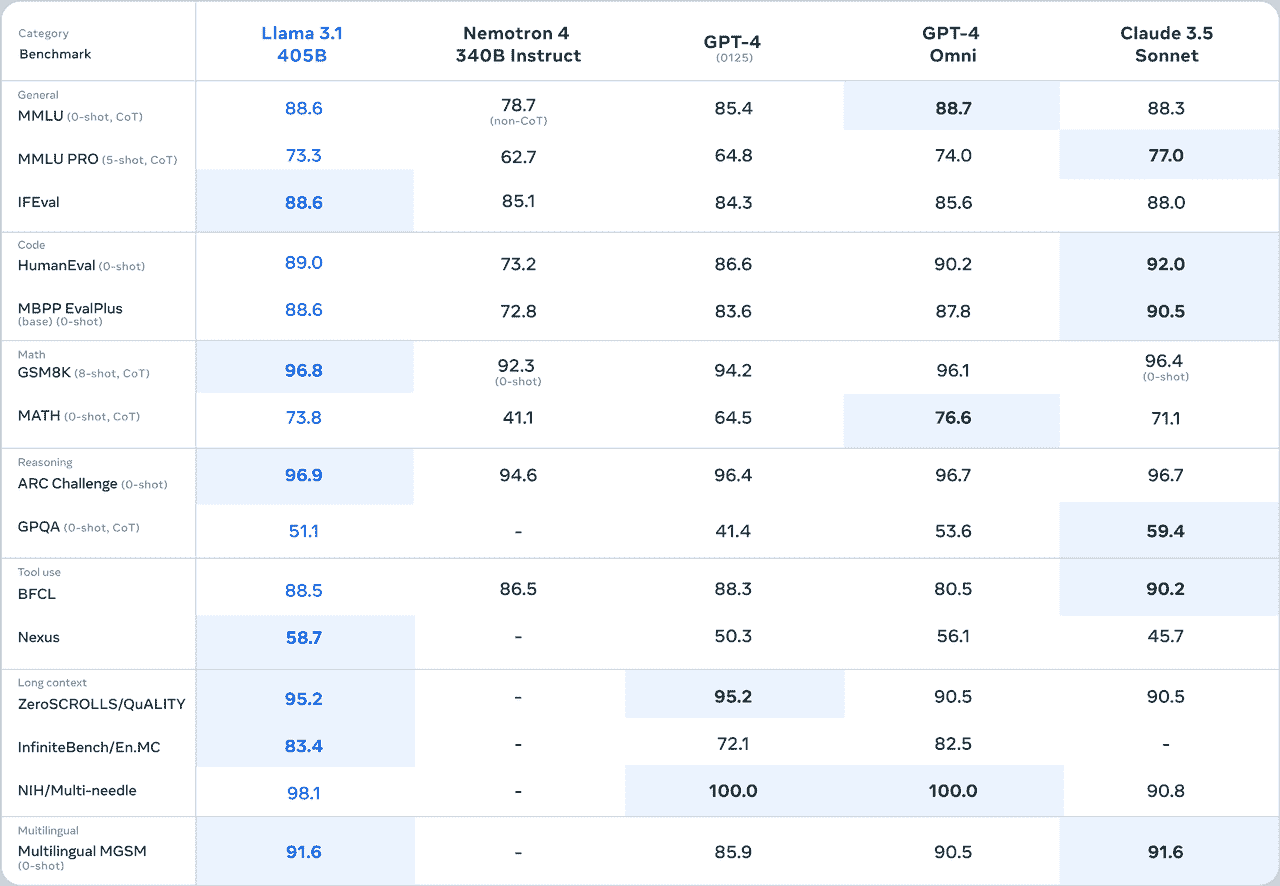 Category
Benchmark
Llama 3.1
405B
Nemotron 4
340B Instruct
GPT-4
(0125)
GPT-4
Omni
Claude 3.5
Sonnet
General
MMLU (0-shot, CoT) 88.6 78.7 85.4 88.7 88.3
(non-CoT)
MMLU PRO (5-shot, CoT) 73.3 62.7 64.8 74.0 77.0
IFEval 88.6 85.1 84.3 85.6 88.0
Code
HumanEval (0-shot) 89.0 73.2 86.6 90.2 92.0
MBPP EvalPlus 88.6 72.8 83.6 87.8 90.5
(base) (0-shot)
Math
GSM8K (8-shot, CoT) 96.8 92.3 94.2 96.1 96.4
(0-shot) (0-shot)
MATH (0-shot, CoT) 73.8 41.1 64.5 76.6 71.1
Reasoning
ARC Challenge (0-shot) 96.9 94.6 96.4 96.7 96.7
GPQA (0-shot, CoT) 51.1 - 41.4 53.6 59.4
Tool use
BFCL 88.5 86.5 88.3 80.5 90.2
Nexus 58.7 - 50.3 56.1 45.7
Long context
ZeroSCROLLS/QuALITY 95.2 - 95.2 90.5 90.5
InfiniteBench/En.MC 83.4 - 72.1 82.5 -
NIH/Multi-needle 98.1 - 100.0 100.0 90.8
Multilingual
Multilingual MGSM 91.6 - 85.9 90.5 91.6
(0-shot)